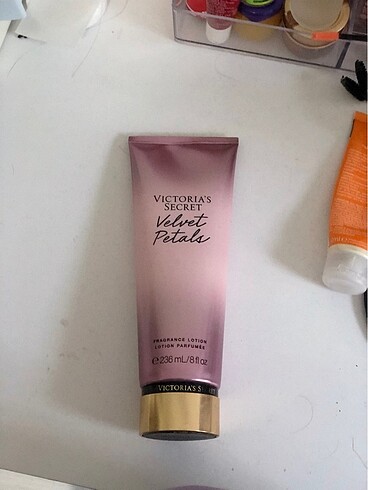 VICTORIA'S
SECRET
Velvet
Petals
FRAGRANCE LOTION
LOTION PARFUMÉE
℮ 236 mL/8 fl oz
VICTORIA'S